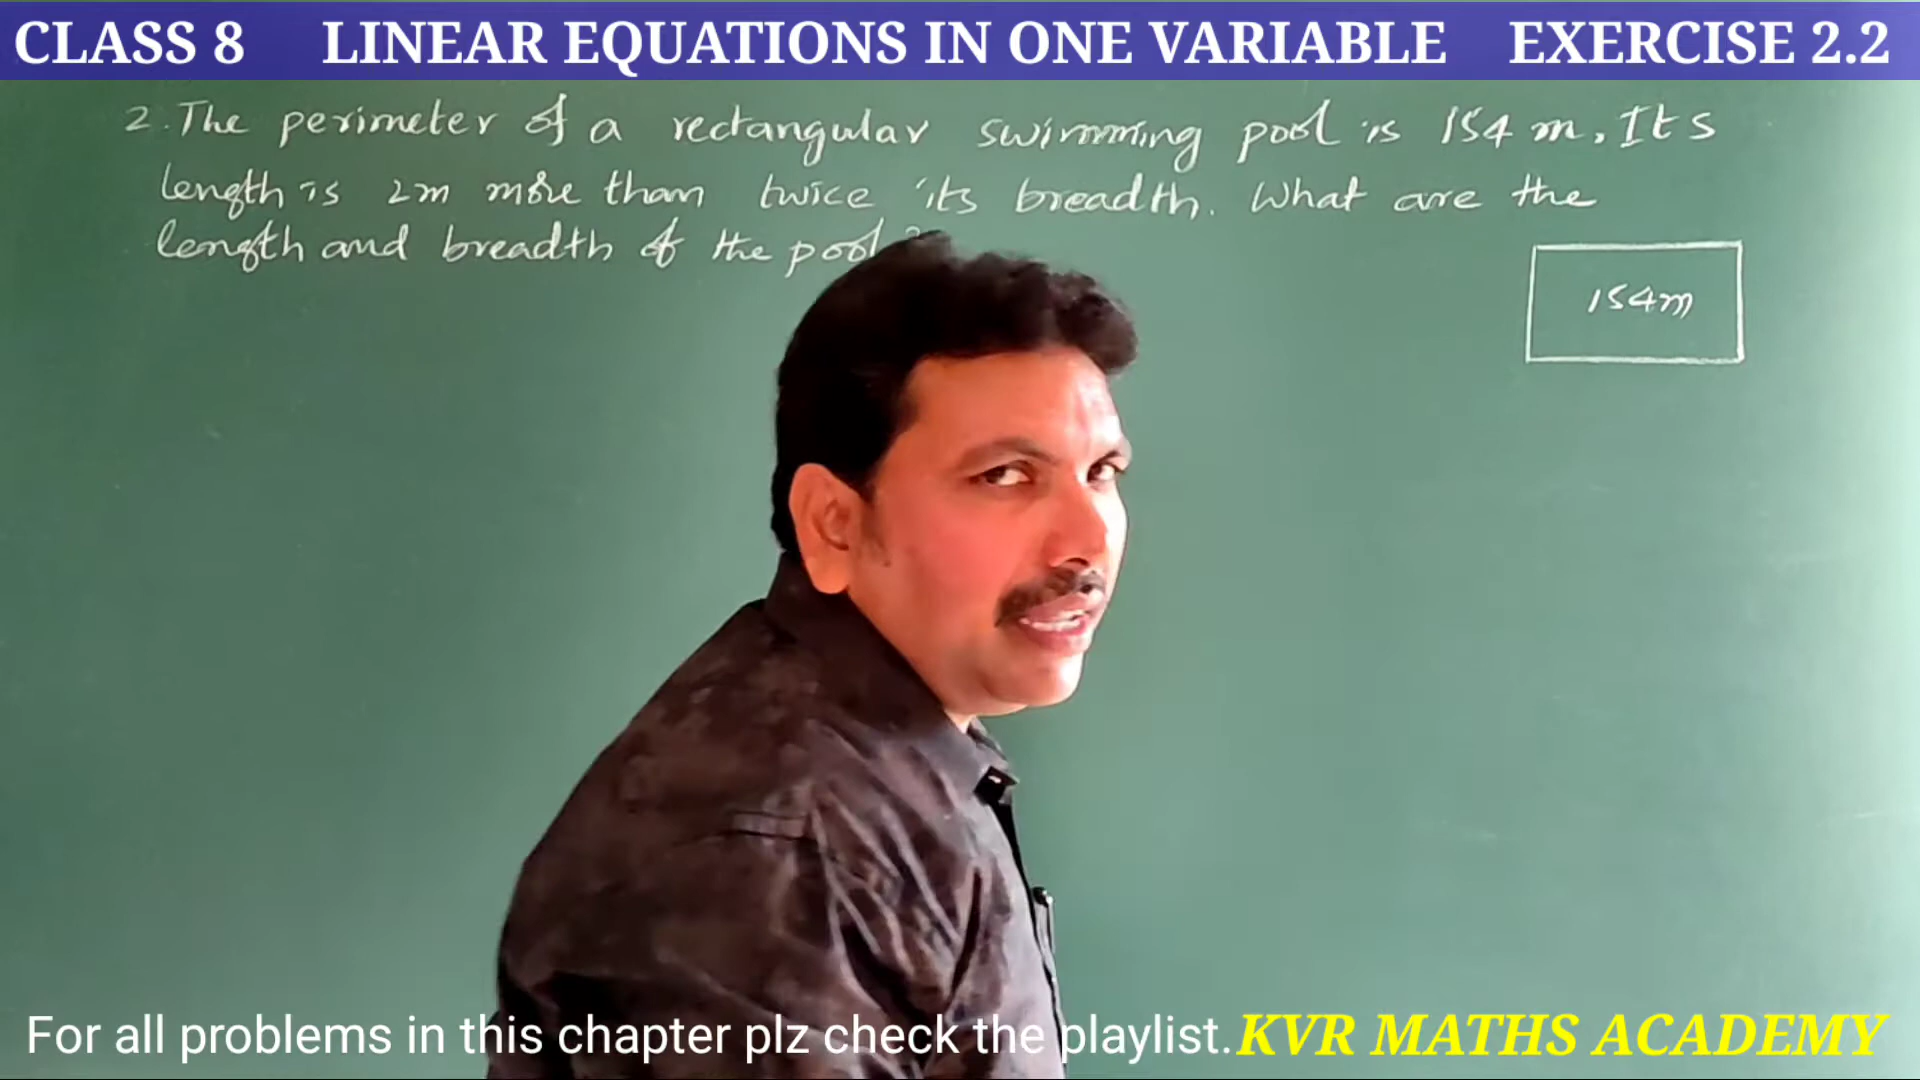 CLASS 8 LINEAR EQUATIONS IN ONE VARIABLE EXERCISE 2.2
2. The perimeter of a rectangular swimming pool is 154 m. Its
length is 2m more than twice its breadth. What are the
length and breadth of the pool
154m
For all problems in this chapter plz check the playlist. KVR MATHS ACADEMY